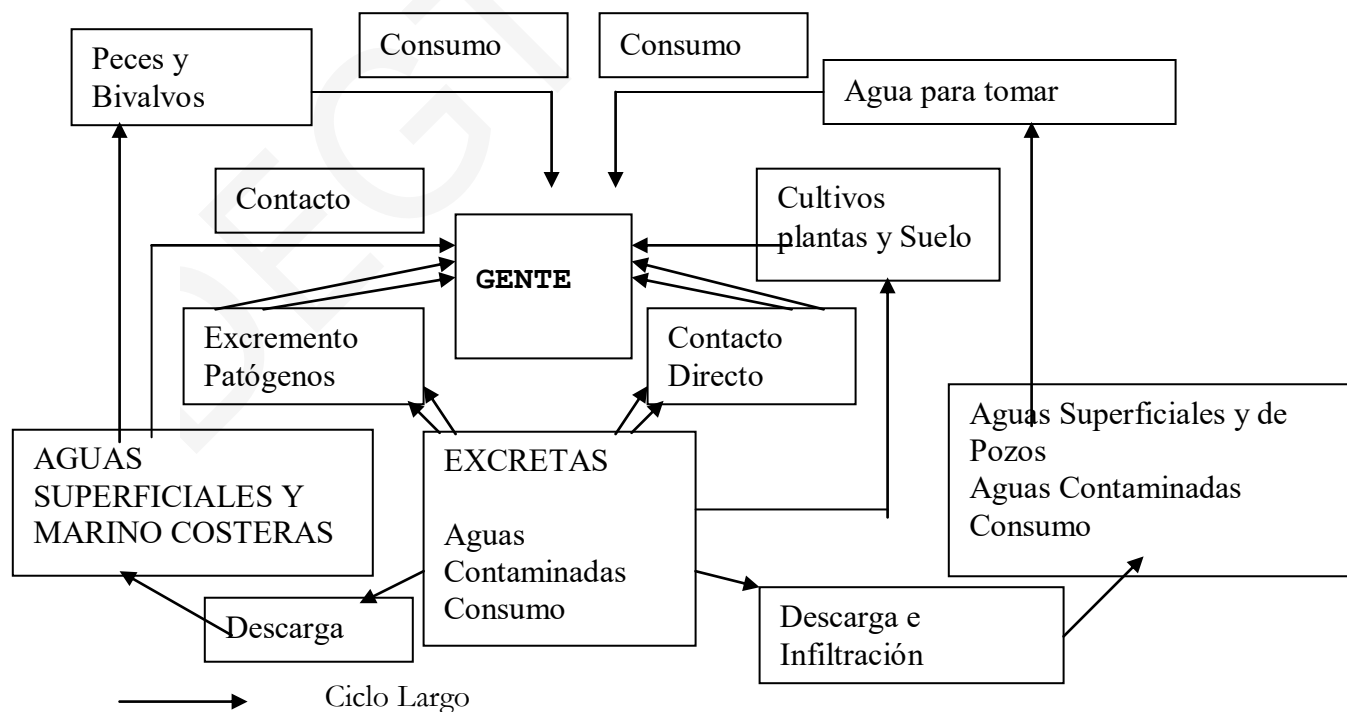 Consumo
Consumo
Peces y
Bivalvos
Agua para tomar
Contacto
Cultivos
plantas y Suelo
GENTE
Excremento
Patógenos
Contacto
Directo
AGUAS
SUPERFICIALES Y
MARINO COSTERAS
EXCRETAS
Aguas
Contaminadas
Consumo
Aguas Superficiales y de
Pozos
Aguas Contaminadas
Consumo
Descarga
Descarga e
Infiltración
Ciclo Largo